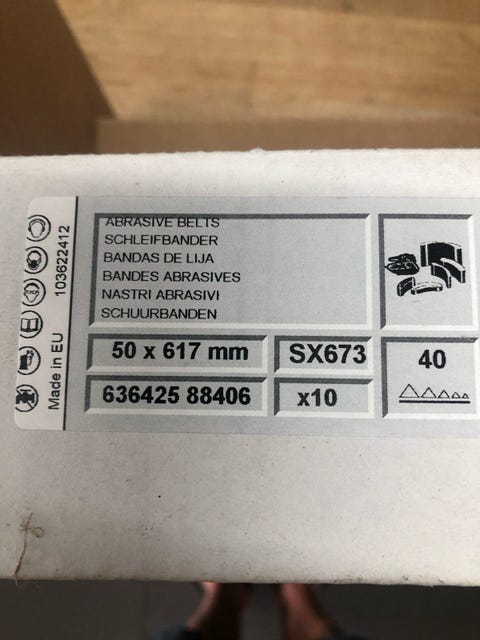 103622412
Made in EU
ABRASIVE BELTS
SCHLEIFBANDER
BANDAS DE LIJA
BANDES ABRASIVES
NASTRI ABRASIVI
SCHUURBANDEN
50 x 617 mm
SX673
40
636425 88406
x10